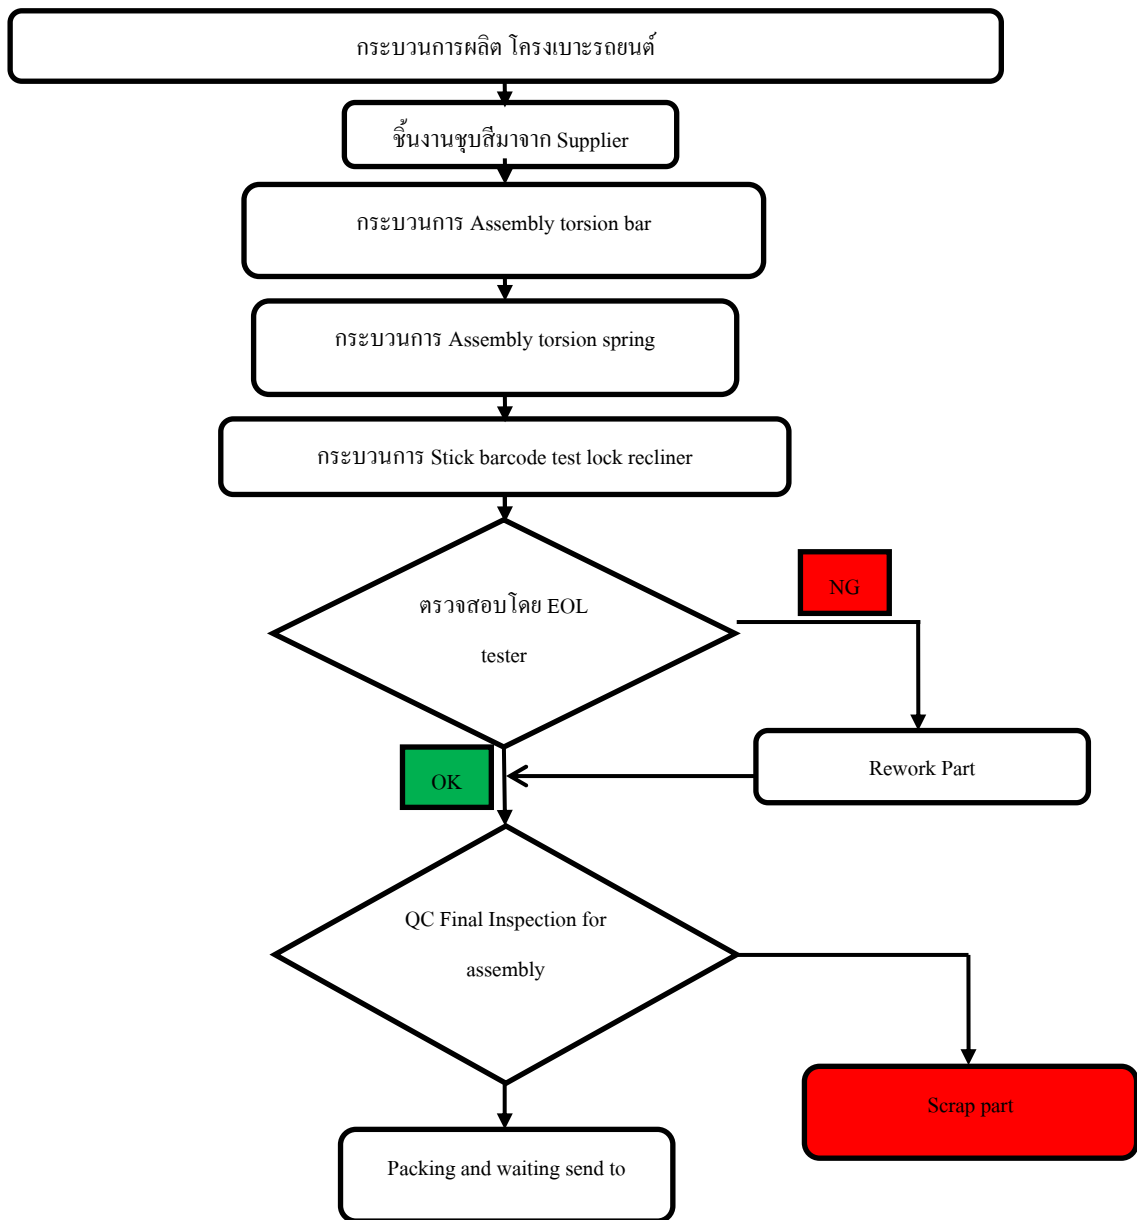 กระบวนการผลิต โครงเบาะรถยนต์
ชิ้นงานชุบสีมาจาก Supplier
กระบวนการ Assembly torsion bar
กระบวนการ Assembly torsion spring
กระบวนการ Stick barcode test lock recliner
ตรวจสอบโดย EOL
tester
NG
Rework Part
OK
QC Final Inspection for
assembly
Scrap part
Packing and waiting send to